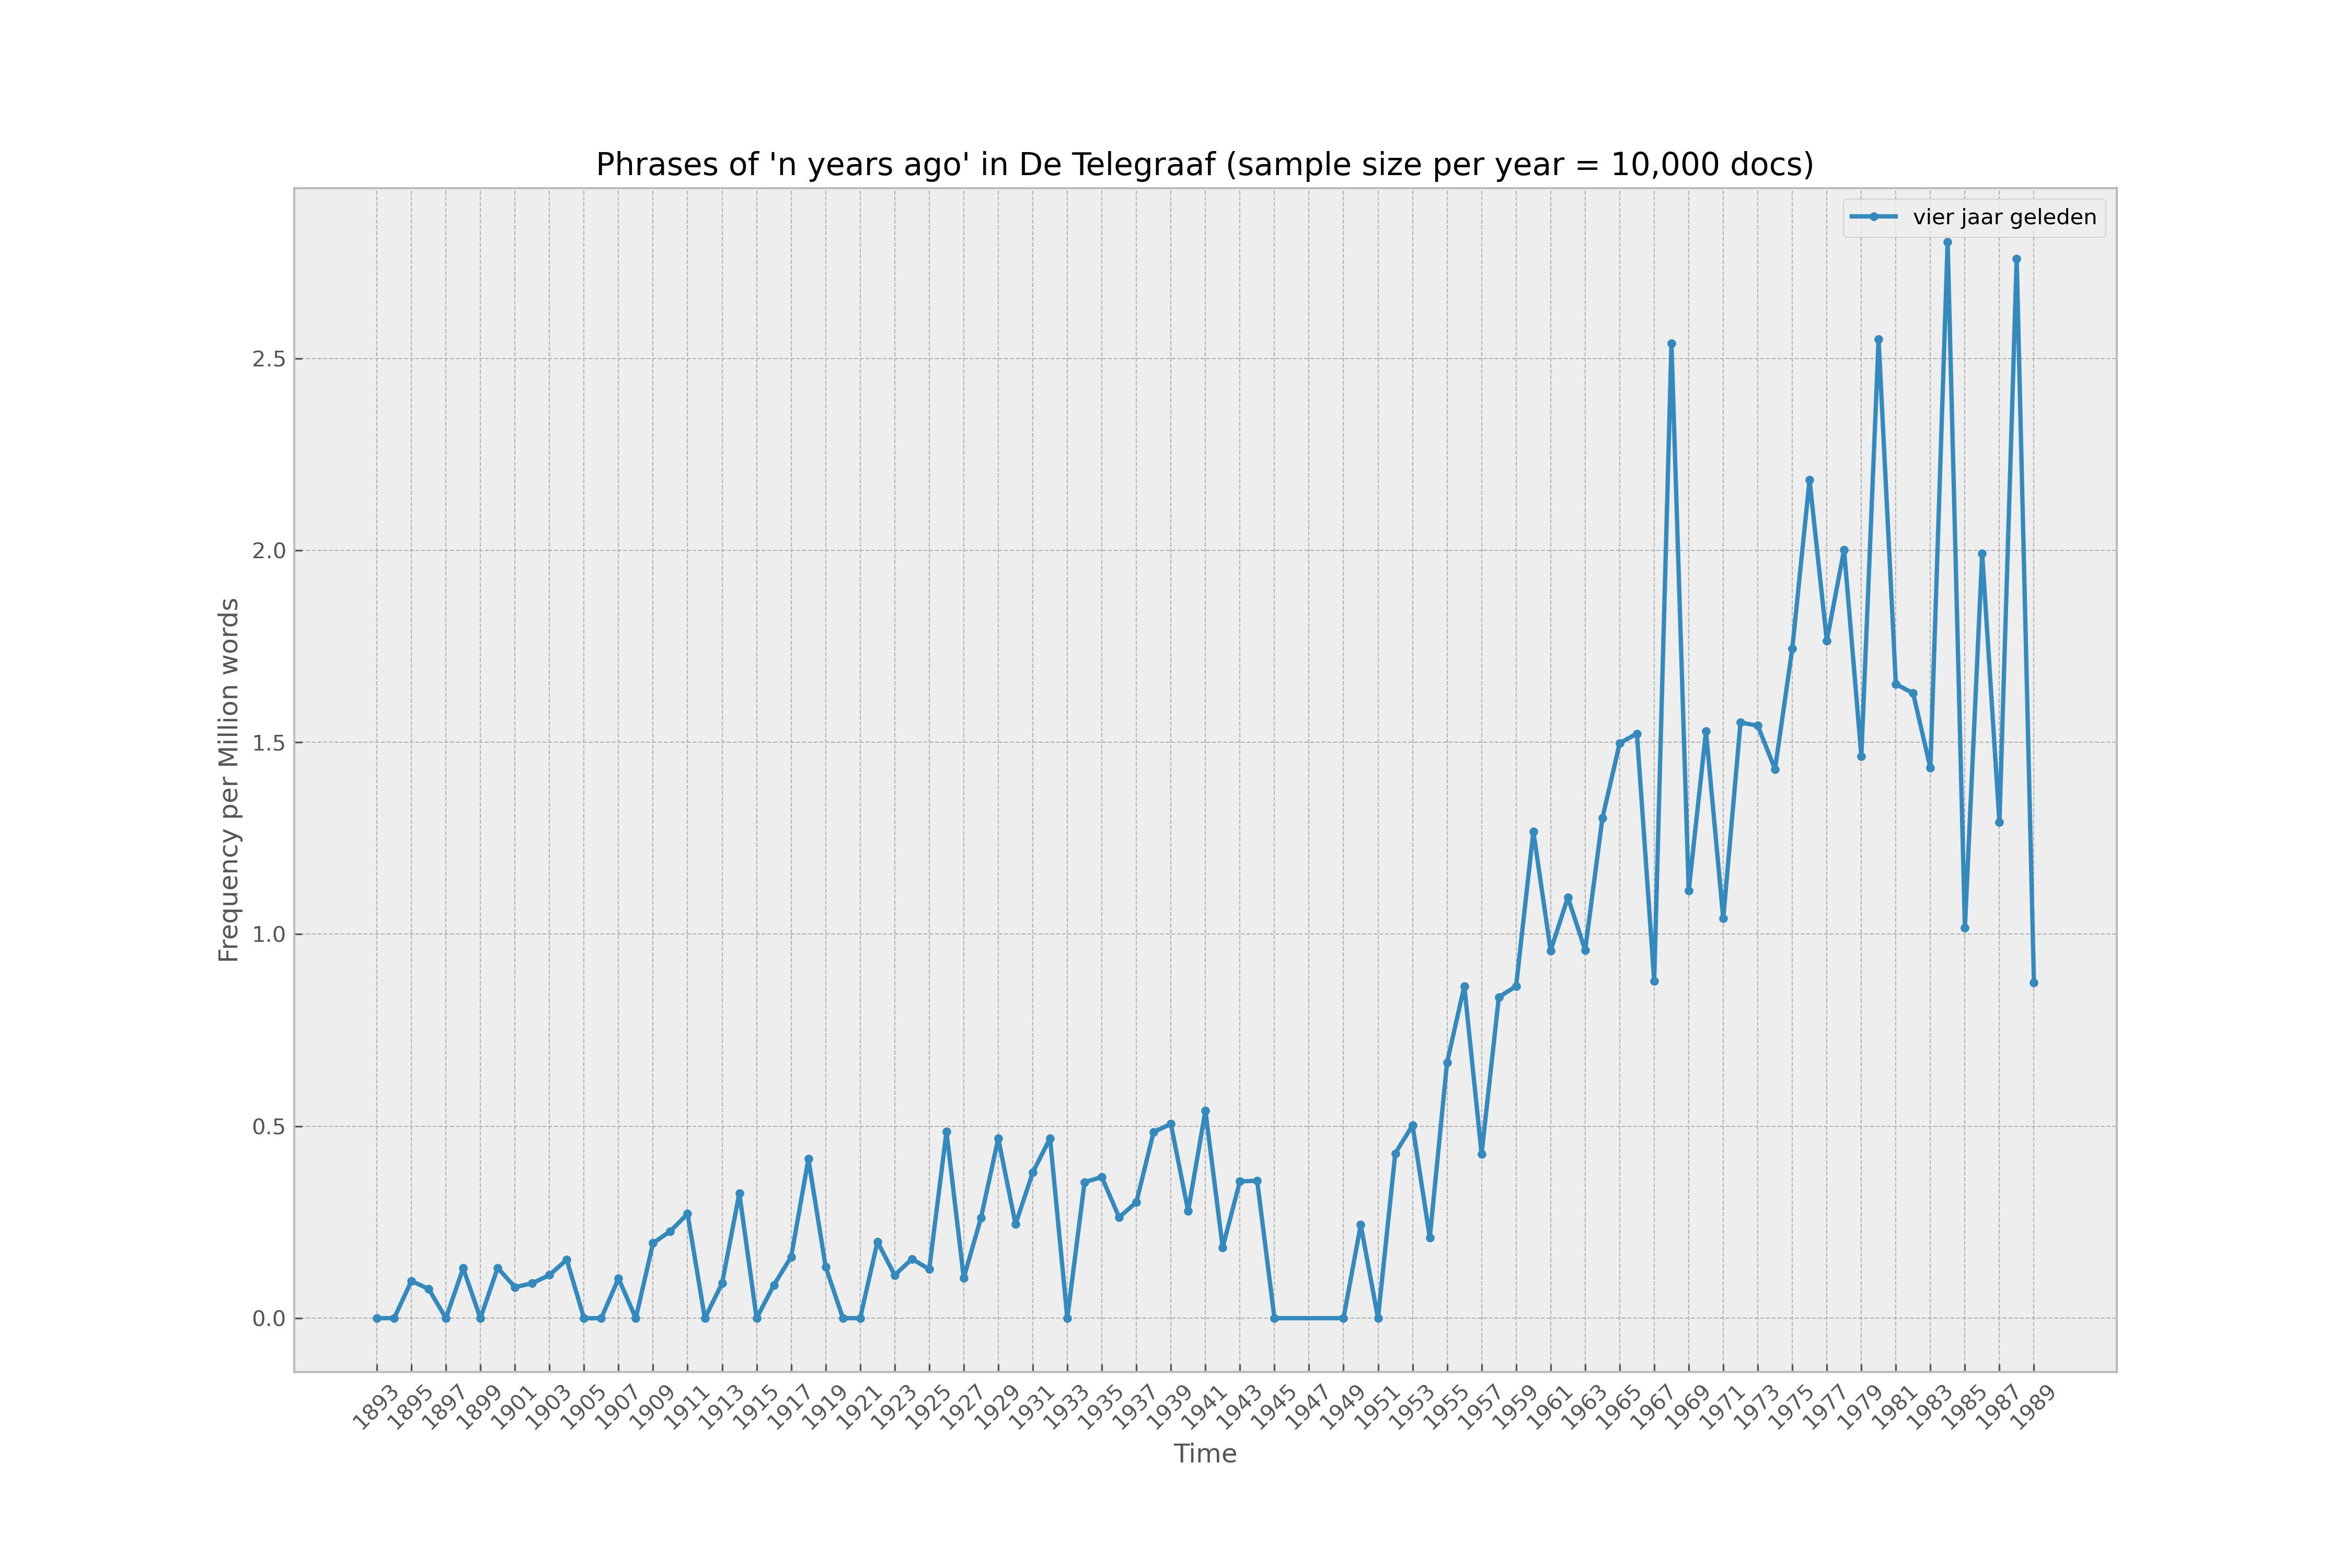 Phrases of 'n years ago' in De Telegraaf (sample size per year = 10,000 docs)
vier jaar geleden
Frequency per Million words
2.5
2.0
1.5
1.0
0.5
0.0
1893 1895 1897 1899 1901 1903 1905 1907 1909 1911 1913 1915 1917 1919 1921 1923 1925 1927 1929 1931 1933 1935 1937 1939 1941 1943 1945 1947 1949 1951 1953 1955 1957 1959 1961 1963 1965 1967 1969 1971 1973 1975 1977 1979 1981 1983 1985 1987 1989
Time